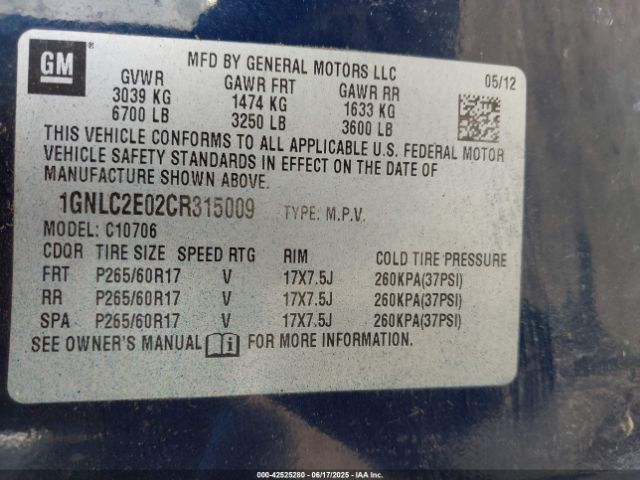 GM
®
MFD BY GENERAL MOTORS LLC
GVWR GAWR FRT GAWR RR 05/12
3039 KG 1474 KG 1633 KG
6700 LB 3250 LB 3600 LB
THIS VEHICLE CONFORMS TO ALL APPLICABLE U.S. FEDERAL MOTOR
VEHICLE SAFETY STANDARDS IN EFFECT ON THE DATE OF
MANUFACTURE SHOWN ABOVE.
1GNLC2E02CR315009 TYPE: M.P.V.
MODEL: C10706
CDQR TIRE SIZE SPEED RTG RIM COLD TIRE PRESSURE
FRT P265/60R17 V 17X7.5J 260KPA(37PSI)
RR P265/60R17 V 17X7.5J 260KPA(37PSI)
SPA P265/60R17 V 17X7.5J 260KPA(37PSI)
SEE OWNER'S MANUAL FOR MORE INFORMATION.
000-42525280 - 06/17/2025 - IAA, Inc.